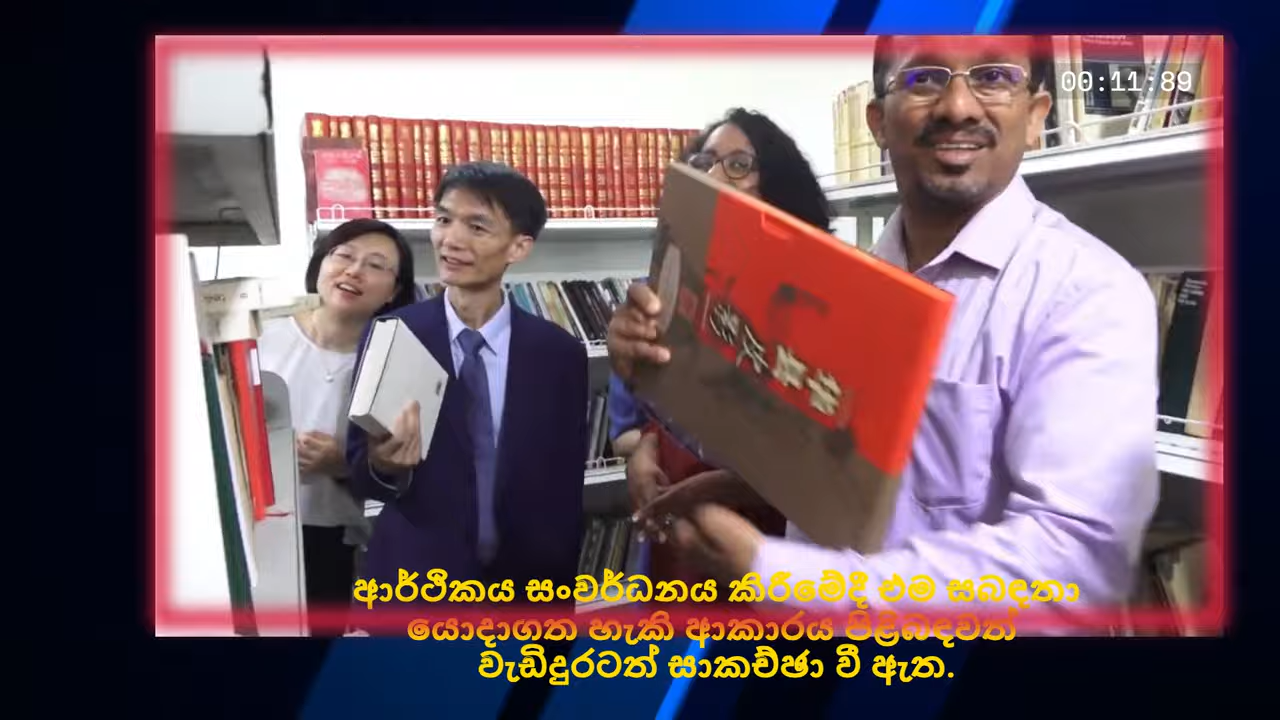 00:11:89
ආර්ථිකය සංවර්ධනය කිරීමේදී එම සබඳතා
යොදාගත හැකි ආකාරය පිළිබඳවත්
වැඩිදුරටත් සාකච්ඡා වී ඇත.